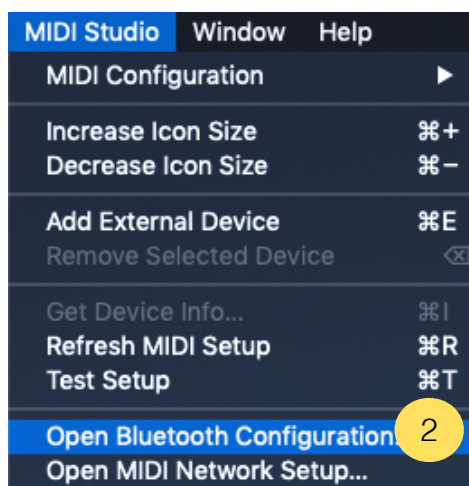 MIDI Studio Window Help
MIDI Configuration ▶
Increase Icon Size ⌘+
Decrease Icon Size ⌘−
Add External Device ⌘E
Remove Selected Device ⌫
Get Device Info... ⌘I
Refresh MIDI Setup ⌘R
Test Setup ⌘T
Open Bluetooth Configuration. 2
Open MIDI Network Setup...